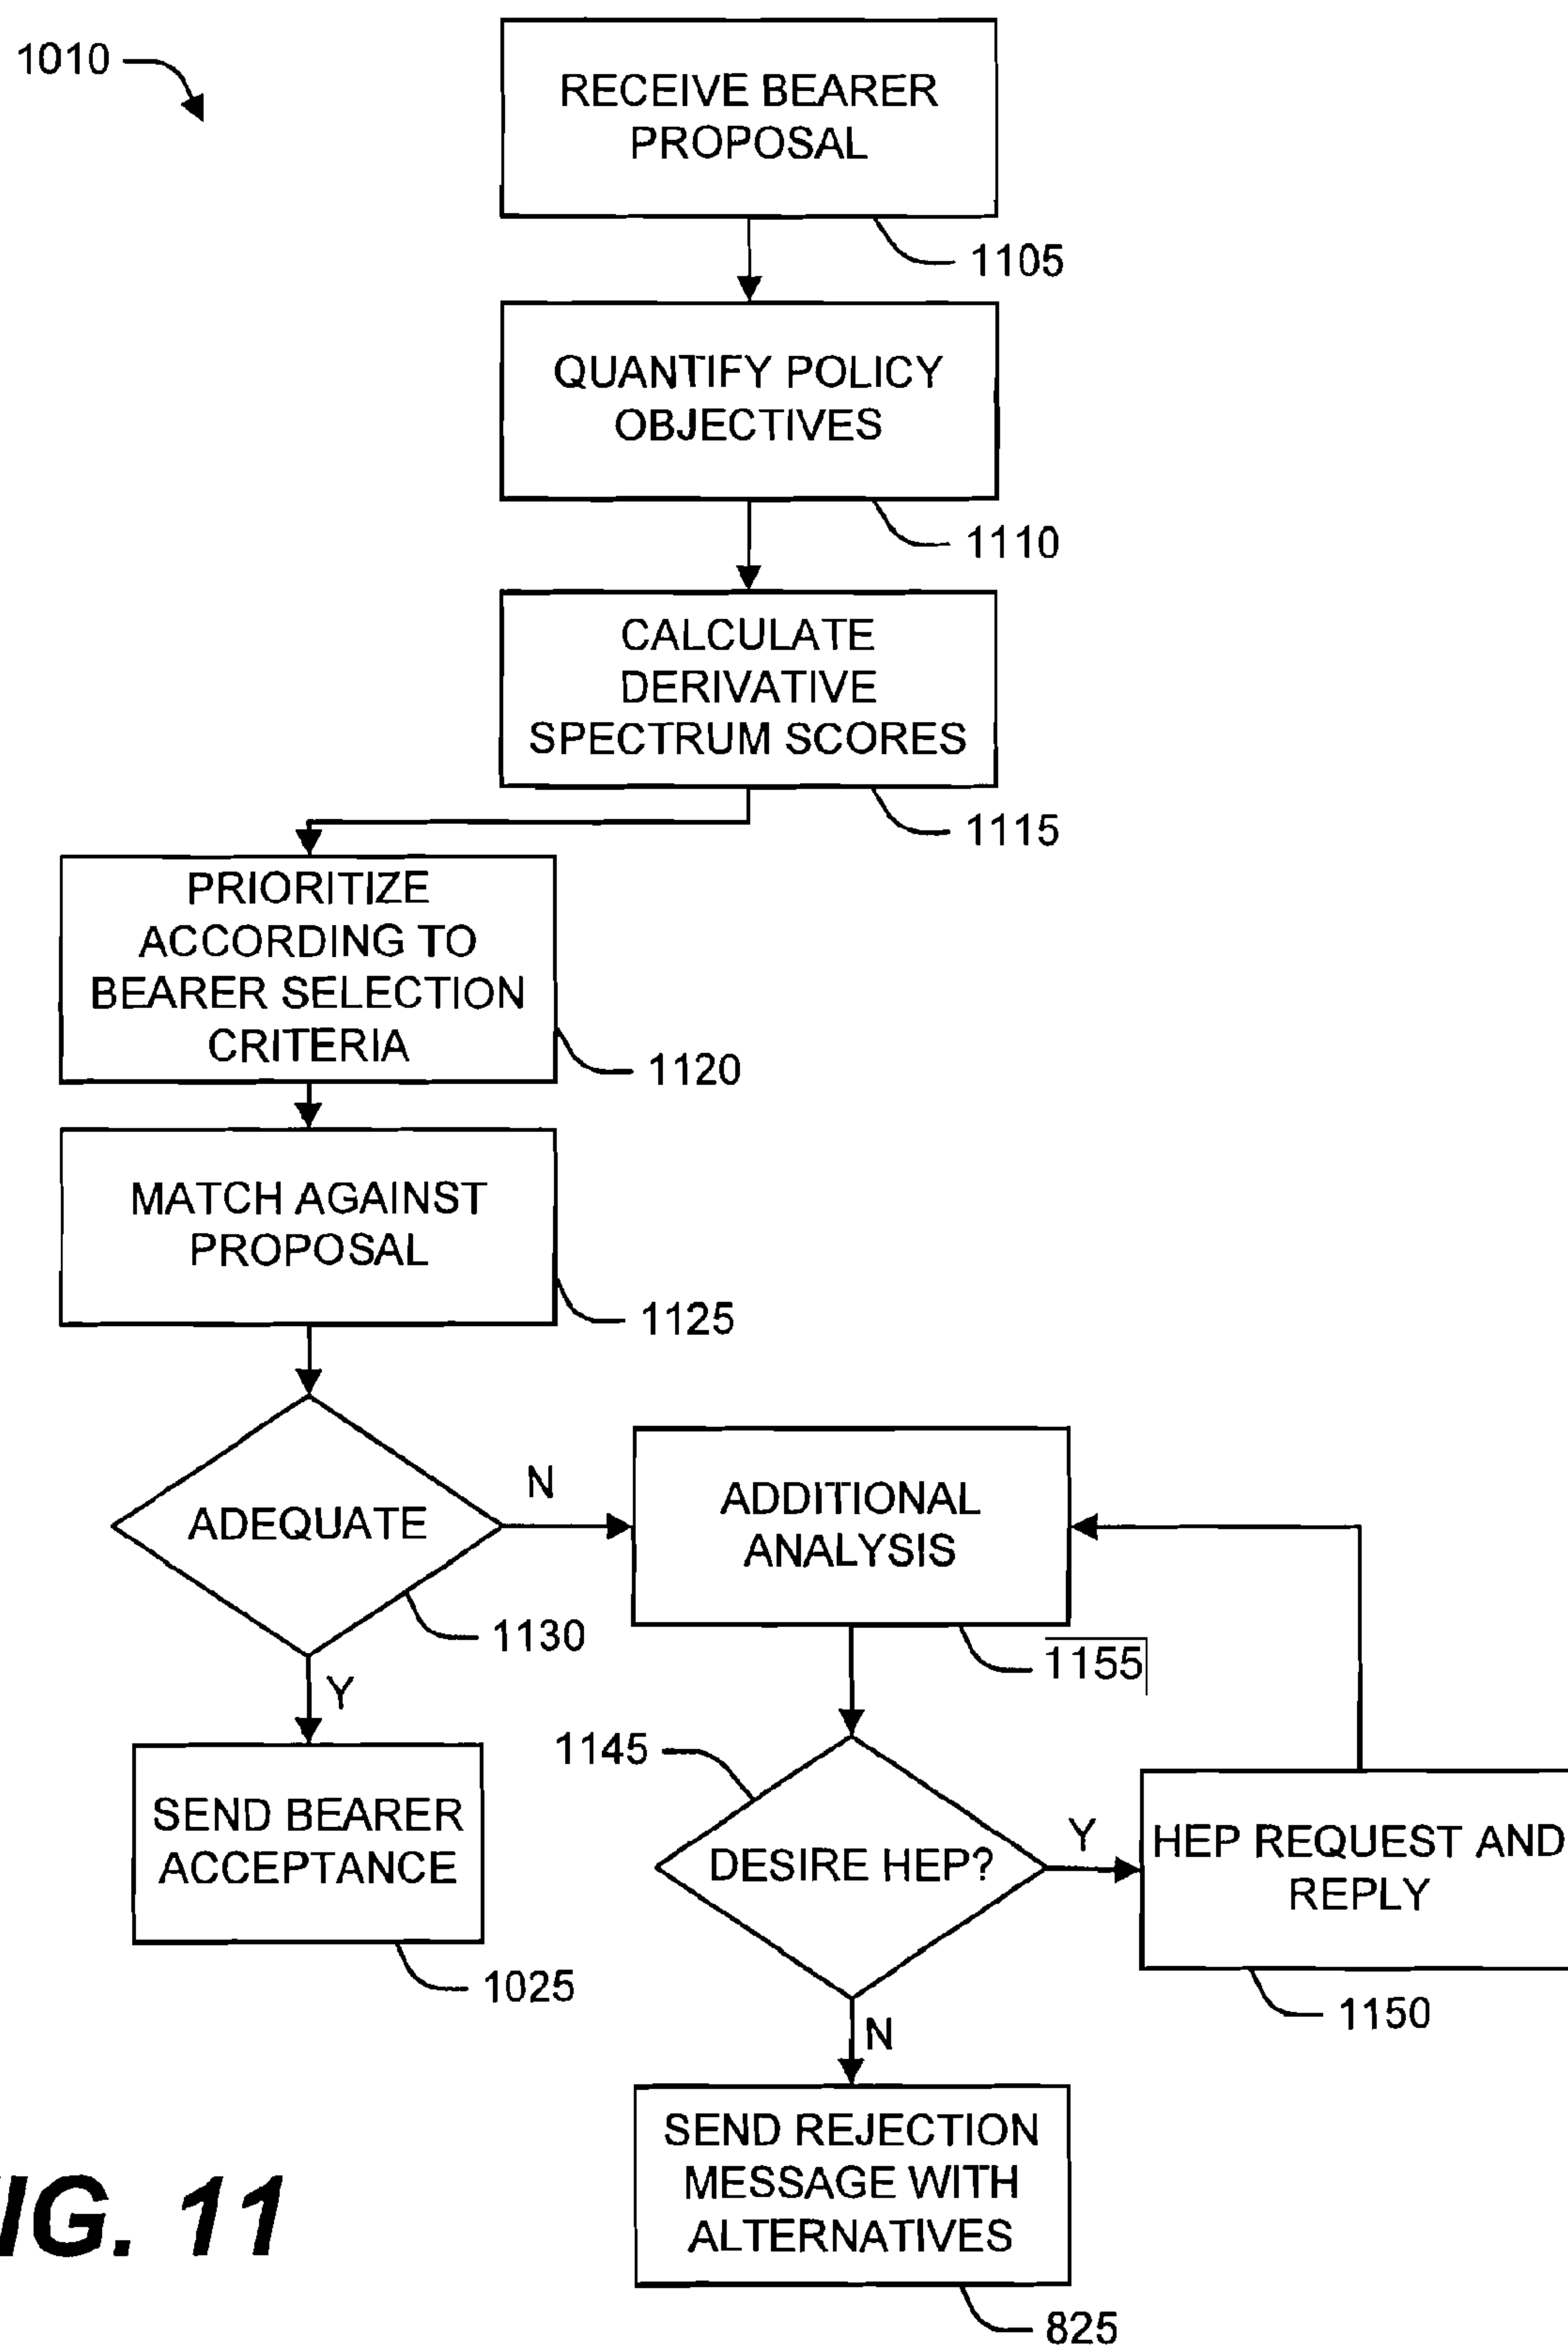 1010
RECEIVE BEARER
PROPOSAL
1105
QUANTIFY POLICY
OBJECTIVES
1110
CALCULATE
DERIVATIVE
SPECTRUM SCORES
1115
PRIORITIZE
ACCORDING TO
BEARER SELECTION
CRITERIA
1120
MATCH AGAINST
PROPOSAL
1125
ADEQUATE
N
1130
Y
SEND BEARER
ACCEPTANCE
1025
ADDITIONAL
ANALYSIS
1155
1145
DESIRE HEP?
Y
HEP REQUEST AND
REPLY
1150
N
SEND REJECTION
MESSAGE WITH
ALTERNATIVES
825
IG. 11